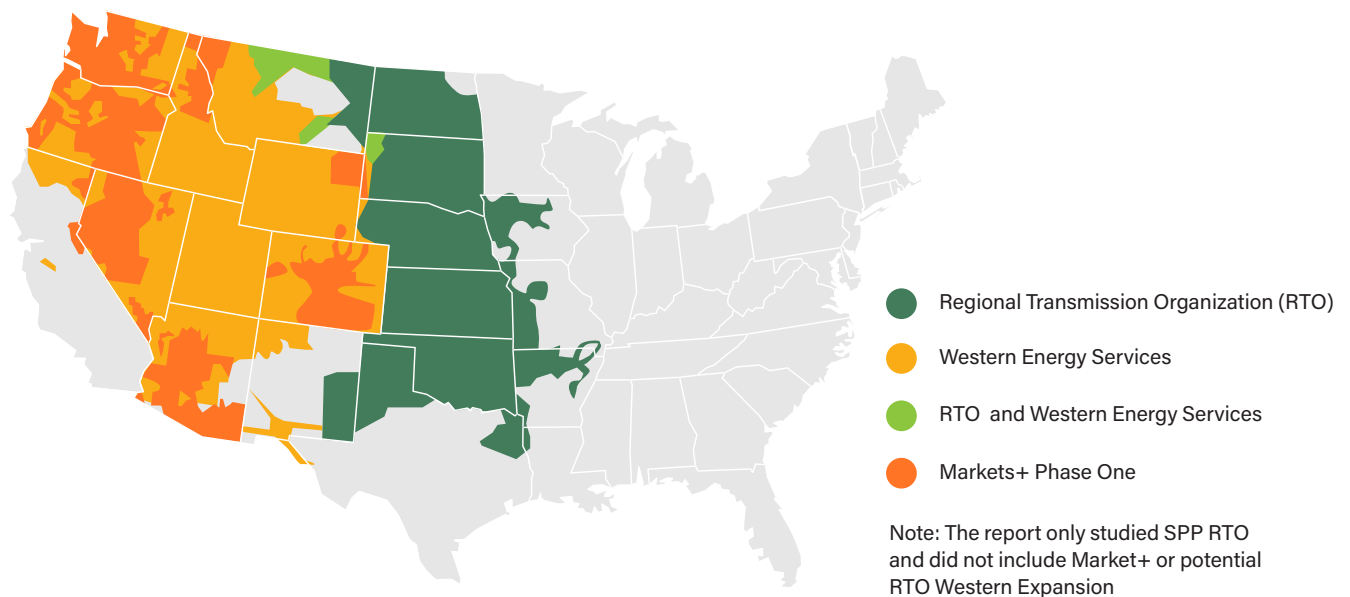 Regional Transmission Organization (RTO)
Western Energy Services
RTO and Western Energy Services
Markets+ Phase One
Note: The report only studied SPP RTO
and did not include Market+ or potential
RTO Western Expansion